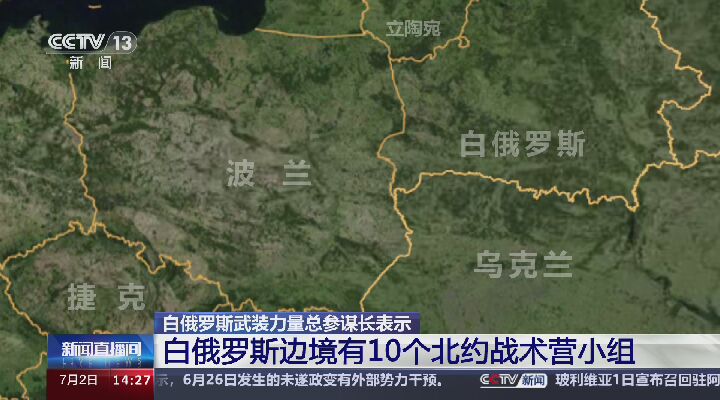 CCTV 13
新闻
立陶宛
白俄罗斯
波兰
乌克兰
捷克
白俄罗斯武装力量总参谋长表示
新闻直播间
白俄罗斯边境有10个北约战术营小组
7月2日 14:27 示，6月26日发生的未遂政变有外部势力干预。 CCTV 新闻 玻利维亚1日宣布召回驻阿